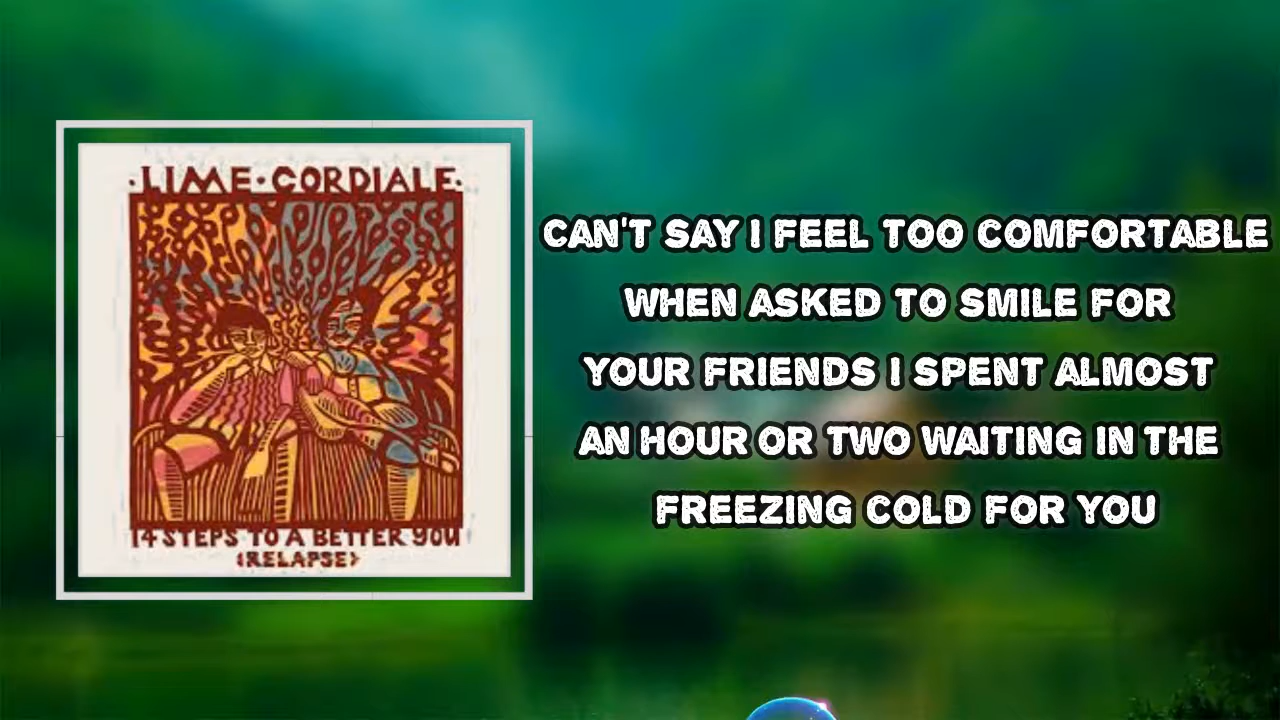 ·LIME·CORDIALE·
14 STEPS TO A BETTER YOU
(RELAPSE)
CAN'T SAY I FEEL TOO COMFORTABLE
WHEN ASKED TO SMILE FOR
YOUR FRIENDS I SPENT ALMOST
AN HOUR OR TWO WAITING IN THE
FREEZING COLD FOR YOU